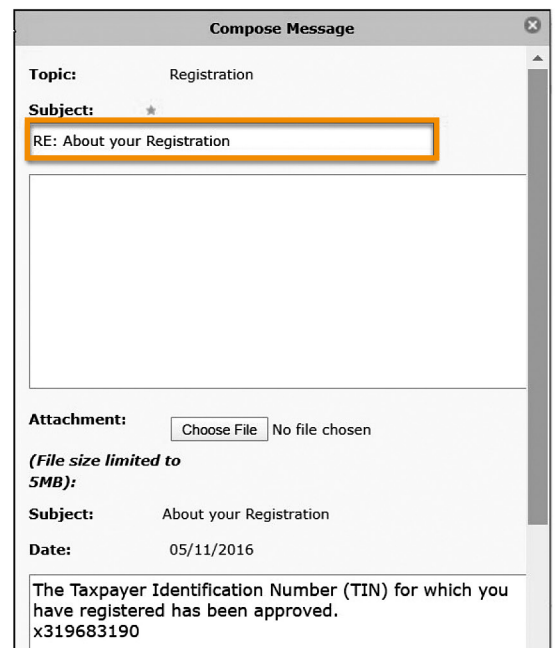 Compose Message
Topic: Registration
Subject:
RE: About your Registration
Attachment: Choose File No file chosen
(File size limited to
5MB):
Subject: About your Registration
Date: 05/11/2016
The Taxpayer Identification Number (TIN) for which you
have registered has been approved.
x319683190